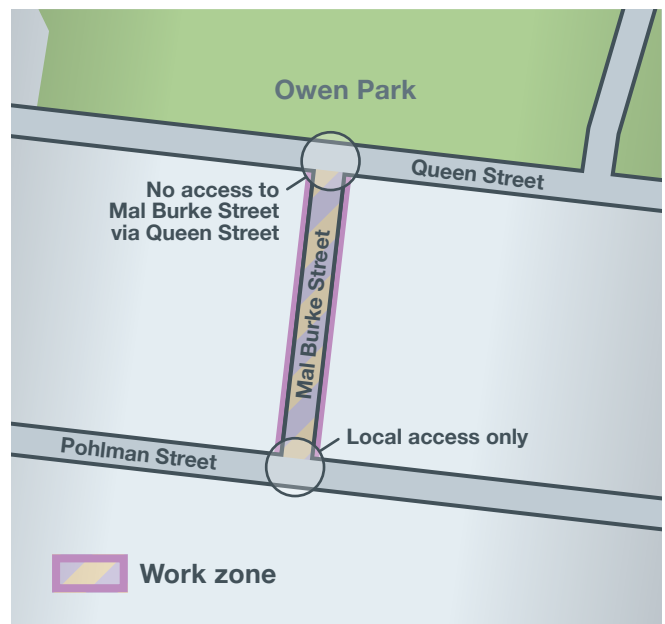 Owen Park
Queen Street
No access to
Mal Burke Street
via Queen Street
Mal Burke Street
Local access only
Pohlman Street
Work zone